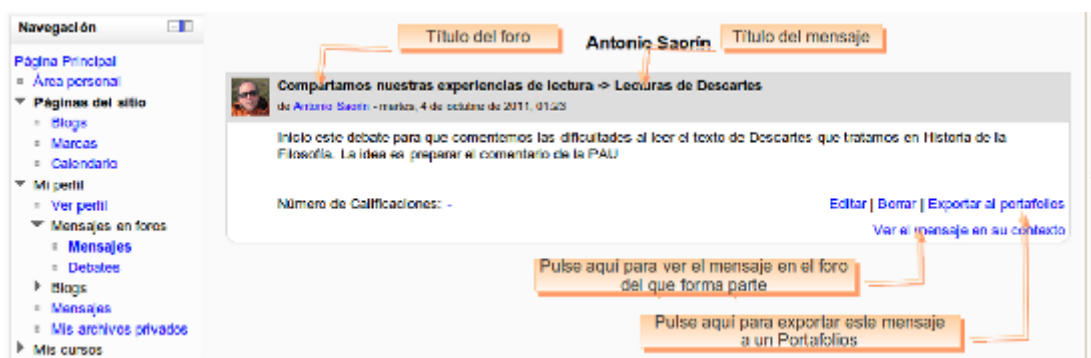 Navegación
Página Principal
Área personal
Páginas del sitio
Blogs
Marcas
Calendario
Mi perfil
Ver perfil
Mensajes en foros
Mensajes
Debates
Blogs
Mensajes
Mis archivos privados
Mis cursos
Título del foro
Antonio Saorín
Título del mensaje
Compartamos nuestras experiencias de lectura -> Lecturas de Descartes
de Antonio Saorín - martes, 4 de octubre de 2011, 01:23
Inicio este debate para que comentemos las dificultades al leer el texto de Descartes que tratamos en Historia de la
Filosofía. La idea es preparar el comentario de la PAU
Número de Calificaciones: -
Editar | Borrar | Exportar al portafolios
Ver el mensaje en su contexto
Pulse aquí para ver el mensaje en el foro
del que forma parte
Pulse aquí para exportar este mensaje
a un Portafolios